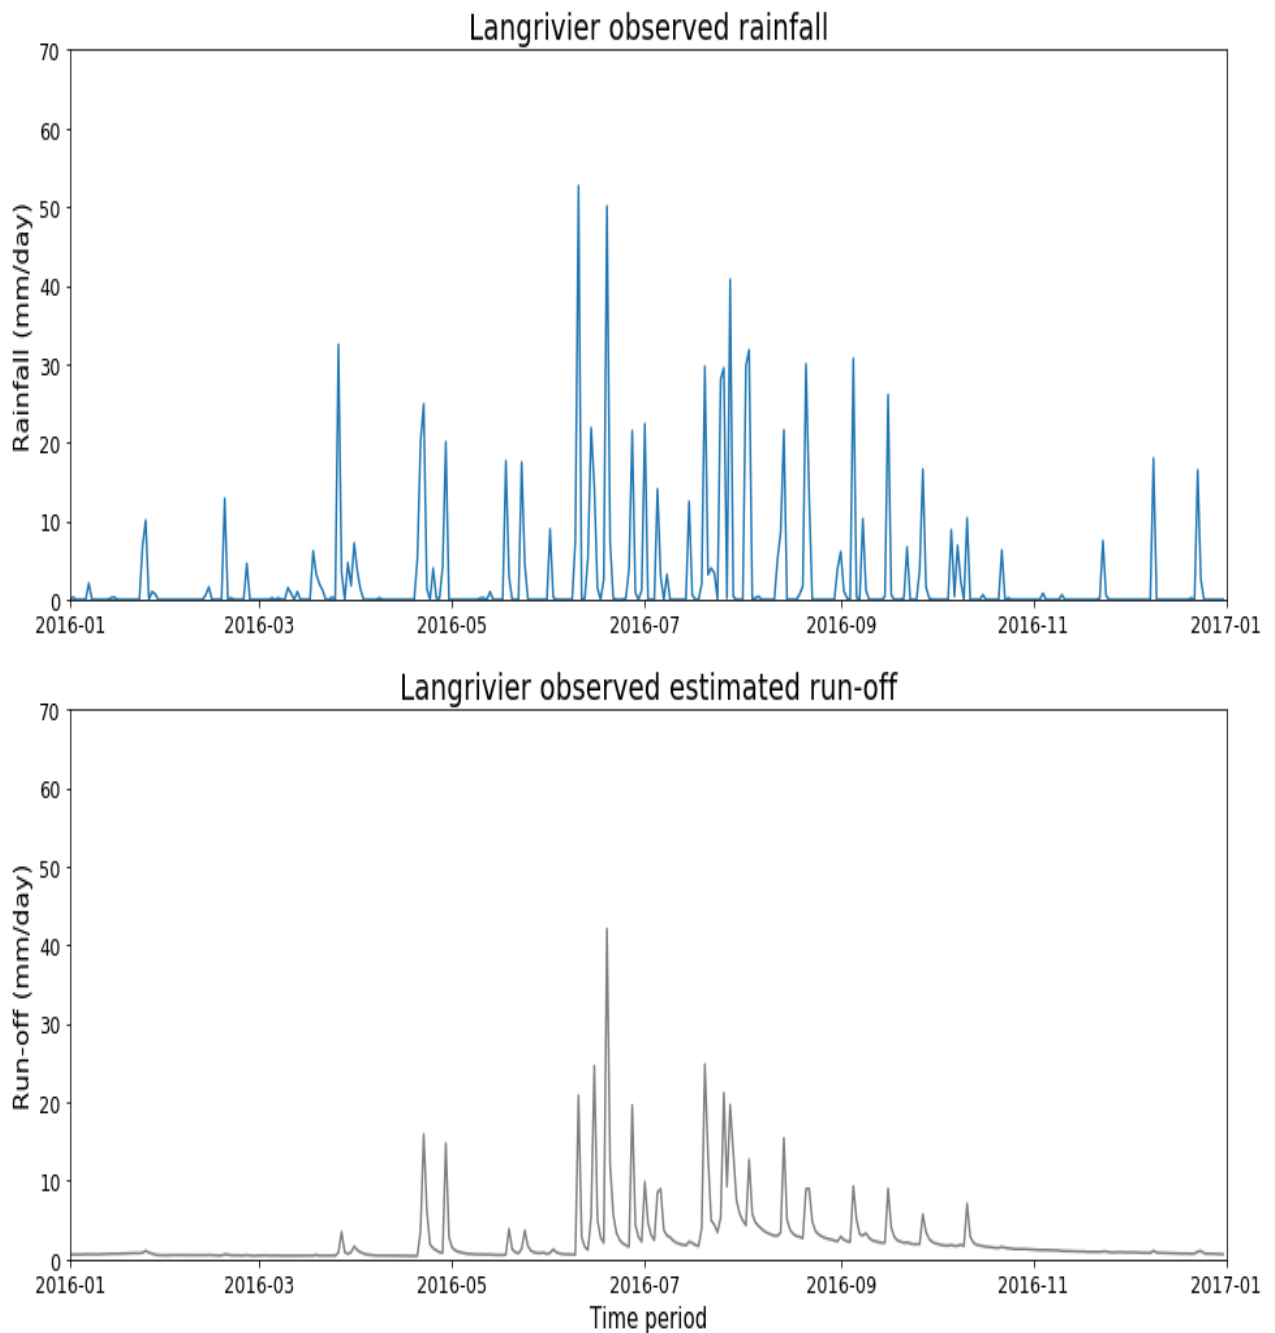 Langrivier observed rainfall
70
60
50
40
30
20
10
0
Rainfall (mm/day)
2016-01 2016-03 2016-05 2016-07 2016-09 2016-11 2017-01
Langrivier observed estimated run-off
70
60
50
40
30
20
10
0
Run-off (mm/day)
2016-01 2016-03 2016-05 2016-07 2016-09 2016-11 2017-01
Time period